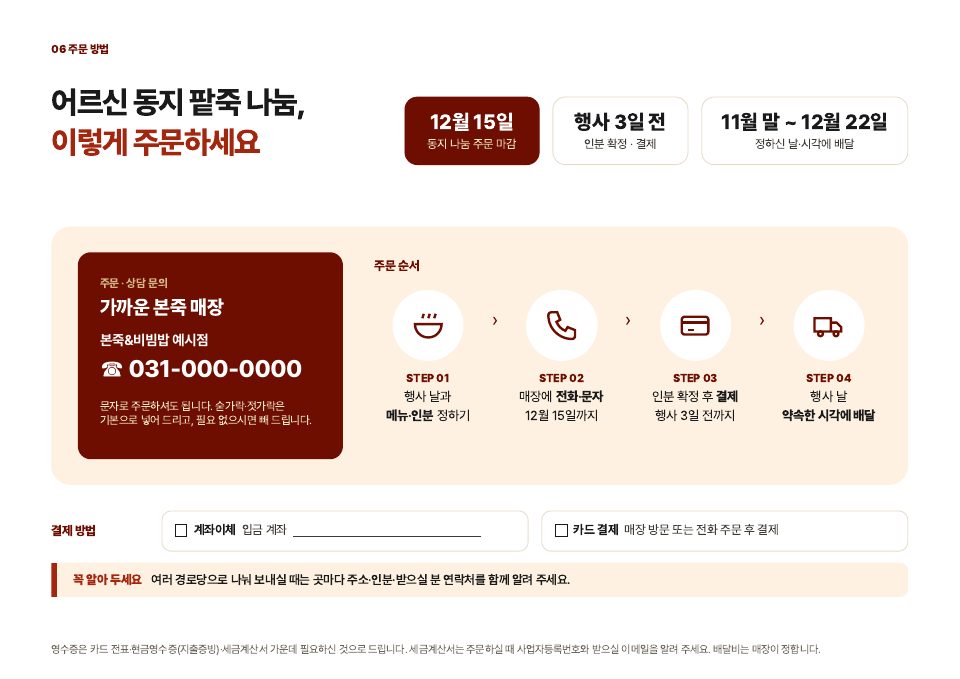 06 주문 방법
어르신 동지 팥죽 나눔,
이렇게 주문하세요
12월 15일
동지 나눔 주문 마감
행사 3일 전
인분 확정 · 결제
11월 말 ~ 12월 22일
정하신 날·시각에 배달
주문 · 상담 문의
가까운 본죽 매장
본죽&비빔밥 예시점
☎ 031-000-0000
문자로 주문하셔도 됩니다. 숟가락·젓가락은
기본으로 넣어 드리고, 필요 없으시면 빼 드립니다.
주문 순서
STEP 01
행사 날과
메뉴·인분 정하기
›
STEP 02
매장에 전화·문자
12월 15일까지
›
STEP 03
인분 확정 후 결제
행사 3일 전까지
›
STEP 04
행사 날
약속한 시각에 배달
결제 방법
☐ 계좌이체 입금 계좌 ____________________
☐ 카드 결제 매장 방문 또는 전화 주문 후 결제
꼭 알아 두세요 여러 경로당으로 나눠 보내실 때는 곳마다 주소·인분·받으실 분 연락처를 함께 알려 주세요.
영수증은 카드 전표·현금영수증(지출증빙)·세금계산서 가운데 필요하신 것으로 드립니다. 세금계산서는 주문하실 때 사업자등록번호와 받으실 이메일을 알려 주세요. 배달비는 매장이 정합니다.